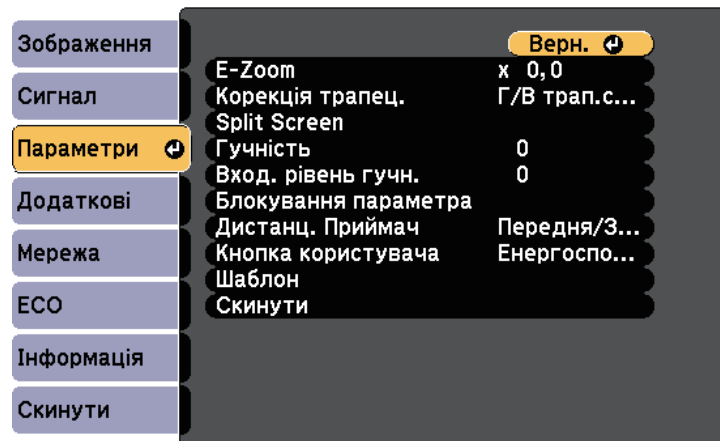 Зображення
Сигнал
Параметри
Додаткові
Мережа
ECO
Інформація
Скинути
Верн.
E-Zoom x 0,0
Корекція трапец. Г/В трап.с...
Split Screen
Гучність 0
Вход. рівень гучн. 0
Блокування параметра
Дистанц. Приймач Передня/З...
Кнопка користувача Енергоспо...
Шаблон
Скинути